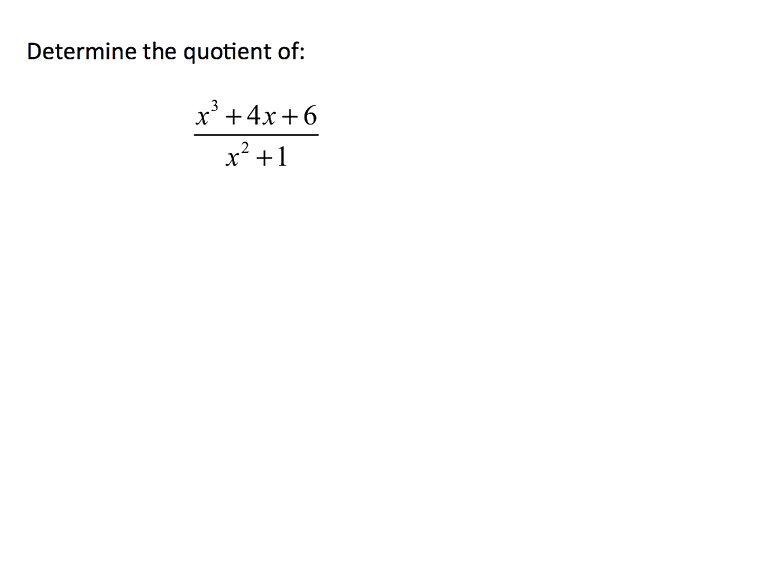 Determine the quotient of:
x³ + 4x + 6
x² + 1